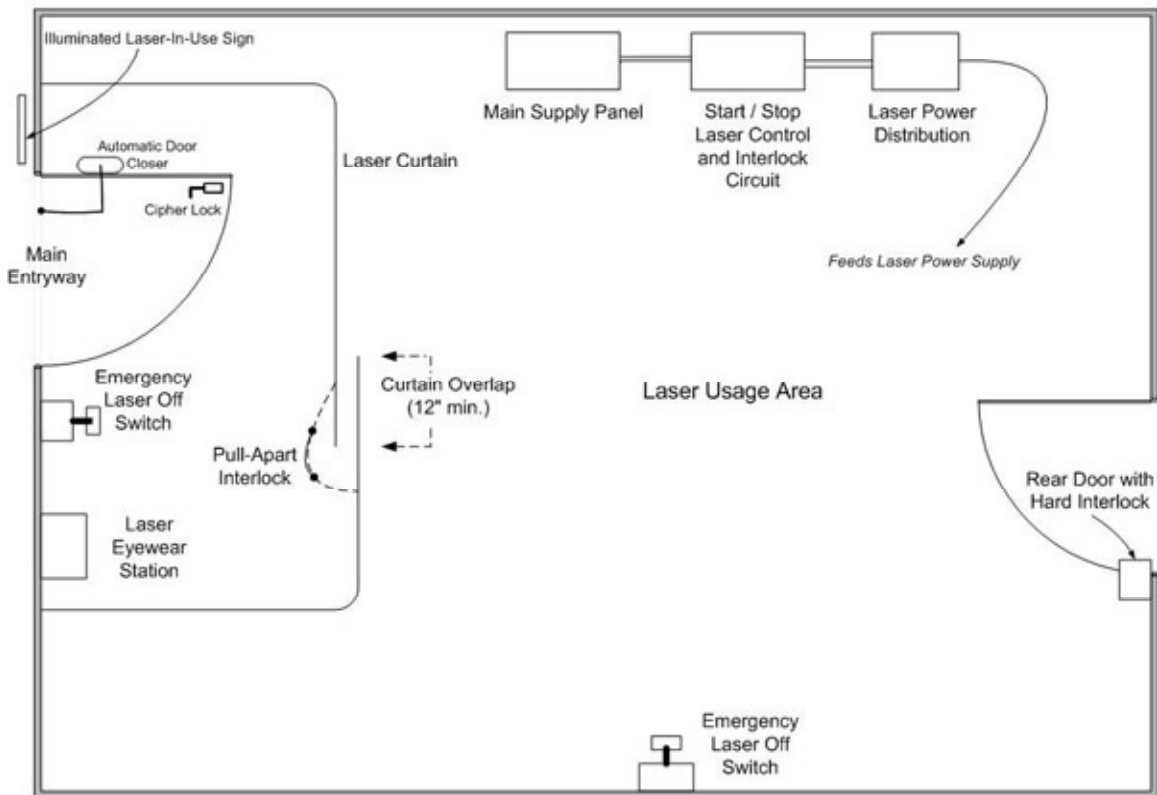 Illuminated Laser-In-Use Sign
Automatic Door
Closer
Cipher Lock
Main
Entryway
Laser Curtain
Main Supply Panel
Start / Stop
Laser Control
and Interlock
Circuit
Laser Power
Distribution
Feeds Laser Power Supply
Emergency
Laser Off
Switch
Curtain Overlap
(12" min.)
Laser Usage Area
Pull-Apart
Interlock
Rear Door with
Hard Interlock
Laser
Eyewear
Station
Emergency
Laser Off
Switch